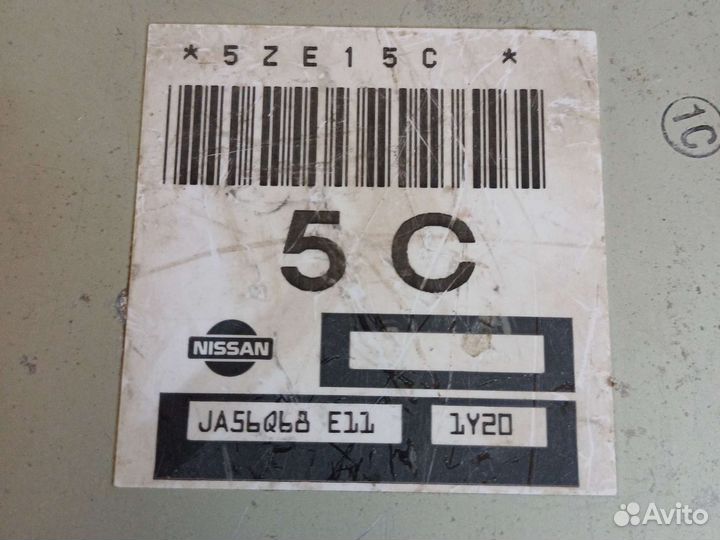 *5ZE15C *
1C
5C
NISSAN
JA56Q68 E11 1Y20
Avito